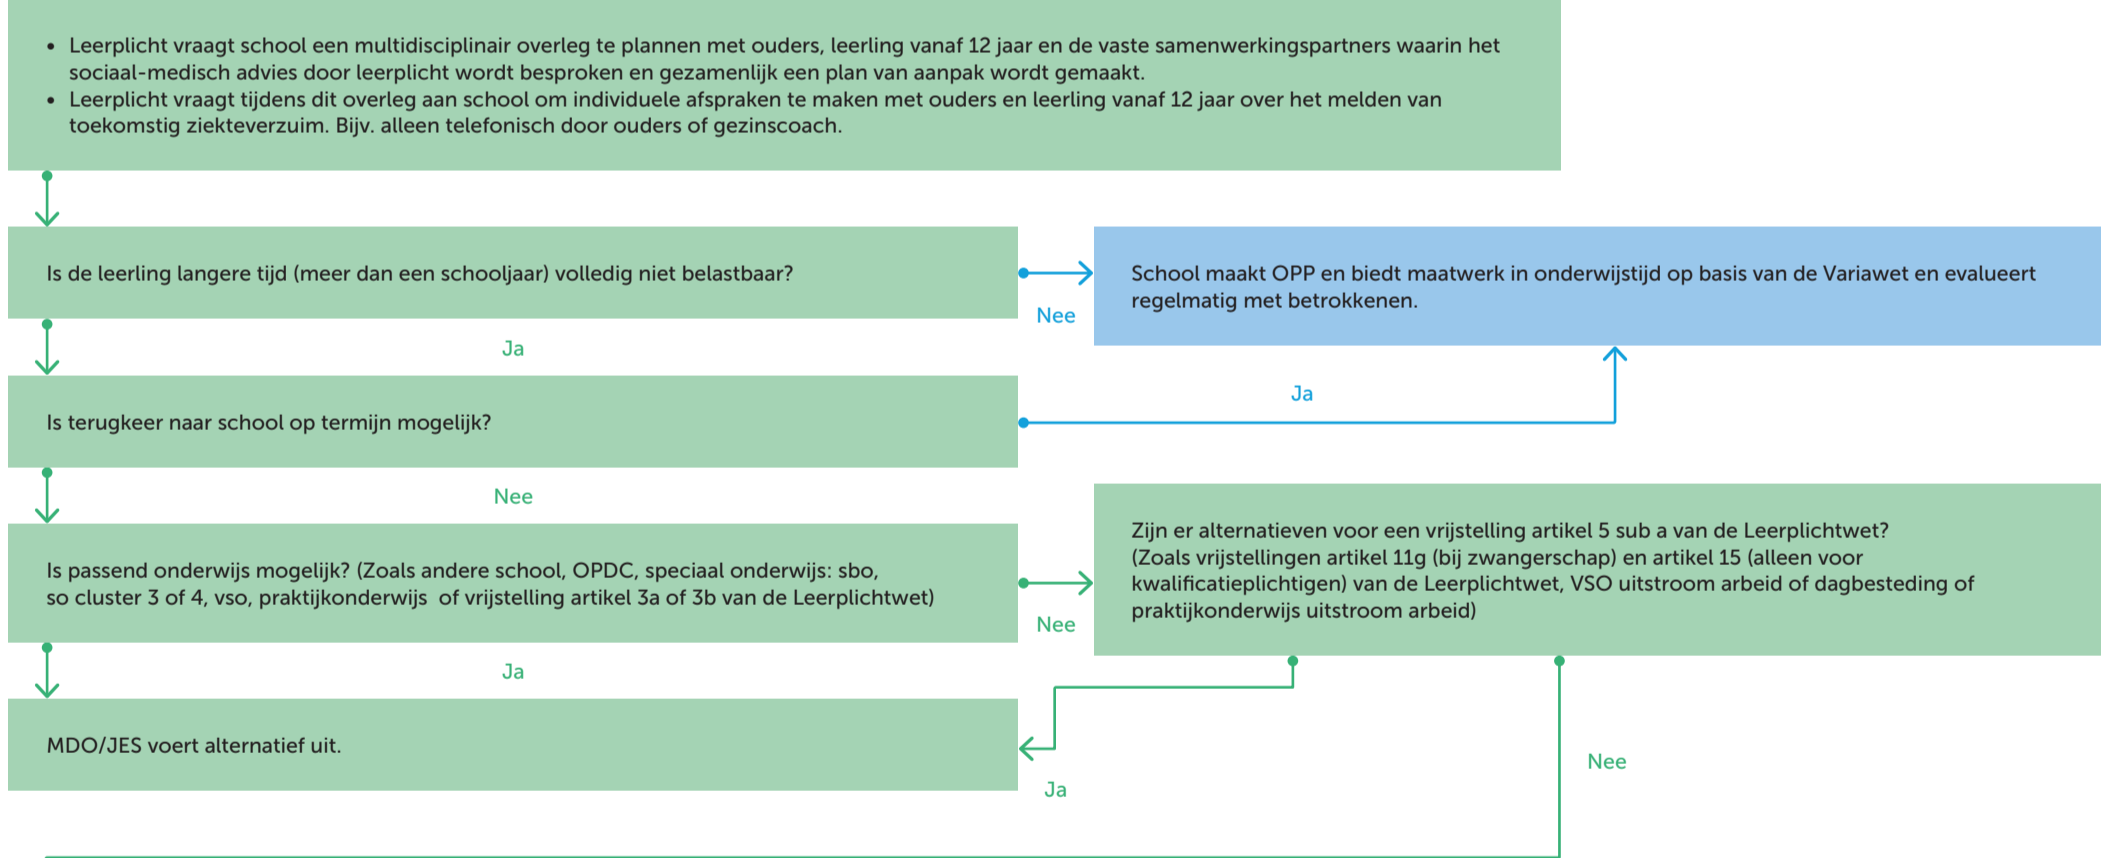 • Leerplicht vraagt school een multidisciplinair overleg te plannen met ouders, leerling vanaf 12 jaar en de vaste samenwerkingspartners waarin het
sociaal-medisch advies door leerplicht wordt besproken en gezamenlijk een plan van aanpak wordt gemaakt.
• Leerplicht vraagt tijdens dit overleg aan school om individuele afspraken te maken met ouders en leerling vanaf 12 jaar over het melden van
toekomstig ziekteverzuim. Bijv. alleen telefonisch door ouders of gezinscoach.
Is de leerling langere tijd (meer dan een schooljaar) volledig niet belastbaar?
Nee
School maakt OPP en biedt maatwerk in onderwijstijd op basis van de Variawet en evalueert
regelmatig met betrokkenen.
Ja
Is terugkeer naar school op termijn mogelijk?
Ja
Nee
Is passend onderwijs mogelijk? (Zoals andere school, OPDC, speciaal onderwijs: sbo,
so cluster 3 of 4, vso, praktijkonderwijs of vrijstelling artikel 3a of 3b van de Leerplichtwet)
Nee
Zijn er alternatieven voor een vrijstelling artikel 5 sub a van de Leerplichtwet?
(Zoals vrijstellingen artikel 11g (bij zwangerschap) en artikel 15 (alleen voor
kwalificatieplichtigen) van de Leerplichtwet, VSO uitstroom arbeid of dagbesteding of
praktijkonderwijs uitstroom arbeid)
Ja
MDO/JES voert alternatief uit.
Ja
Nee